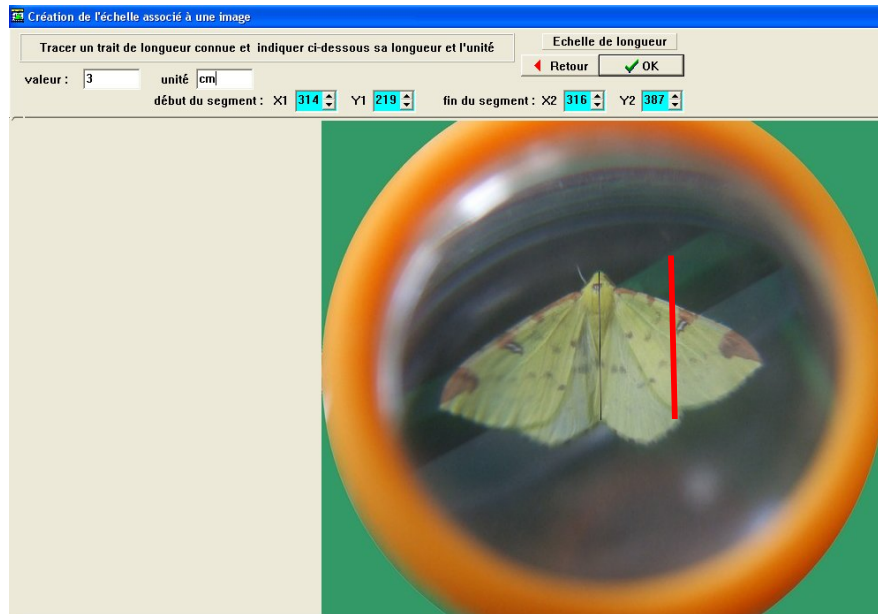 Création de l'échelle associé à une image
Tracer un trait de longueur connue et indiquer ci-dessous sa longueur et l'unité
Echelle de longueur
Retour
OK
valeur : 3 unité cm
début du segment : X1 314 Y1 219 fin du segment : X2 316 Y2 387